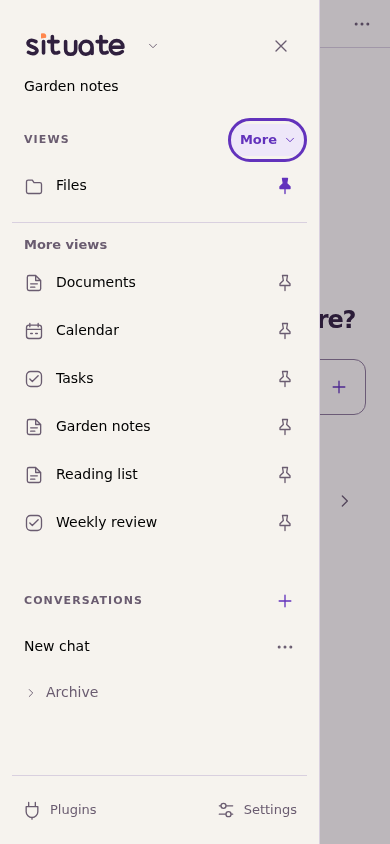 situate
Garden notes
VIEWS
More
Files
More views
Documents
Calendar
Tasks
Garden notes
Reading list
Weekly review
CONVERSATIONS
New chat
Archive
Plugins
Settings
re?